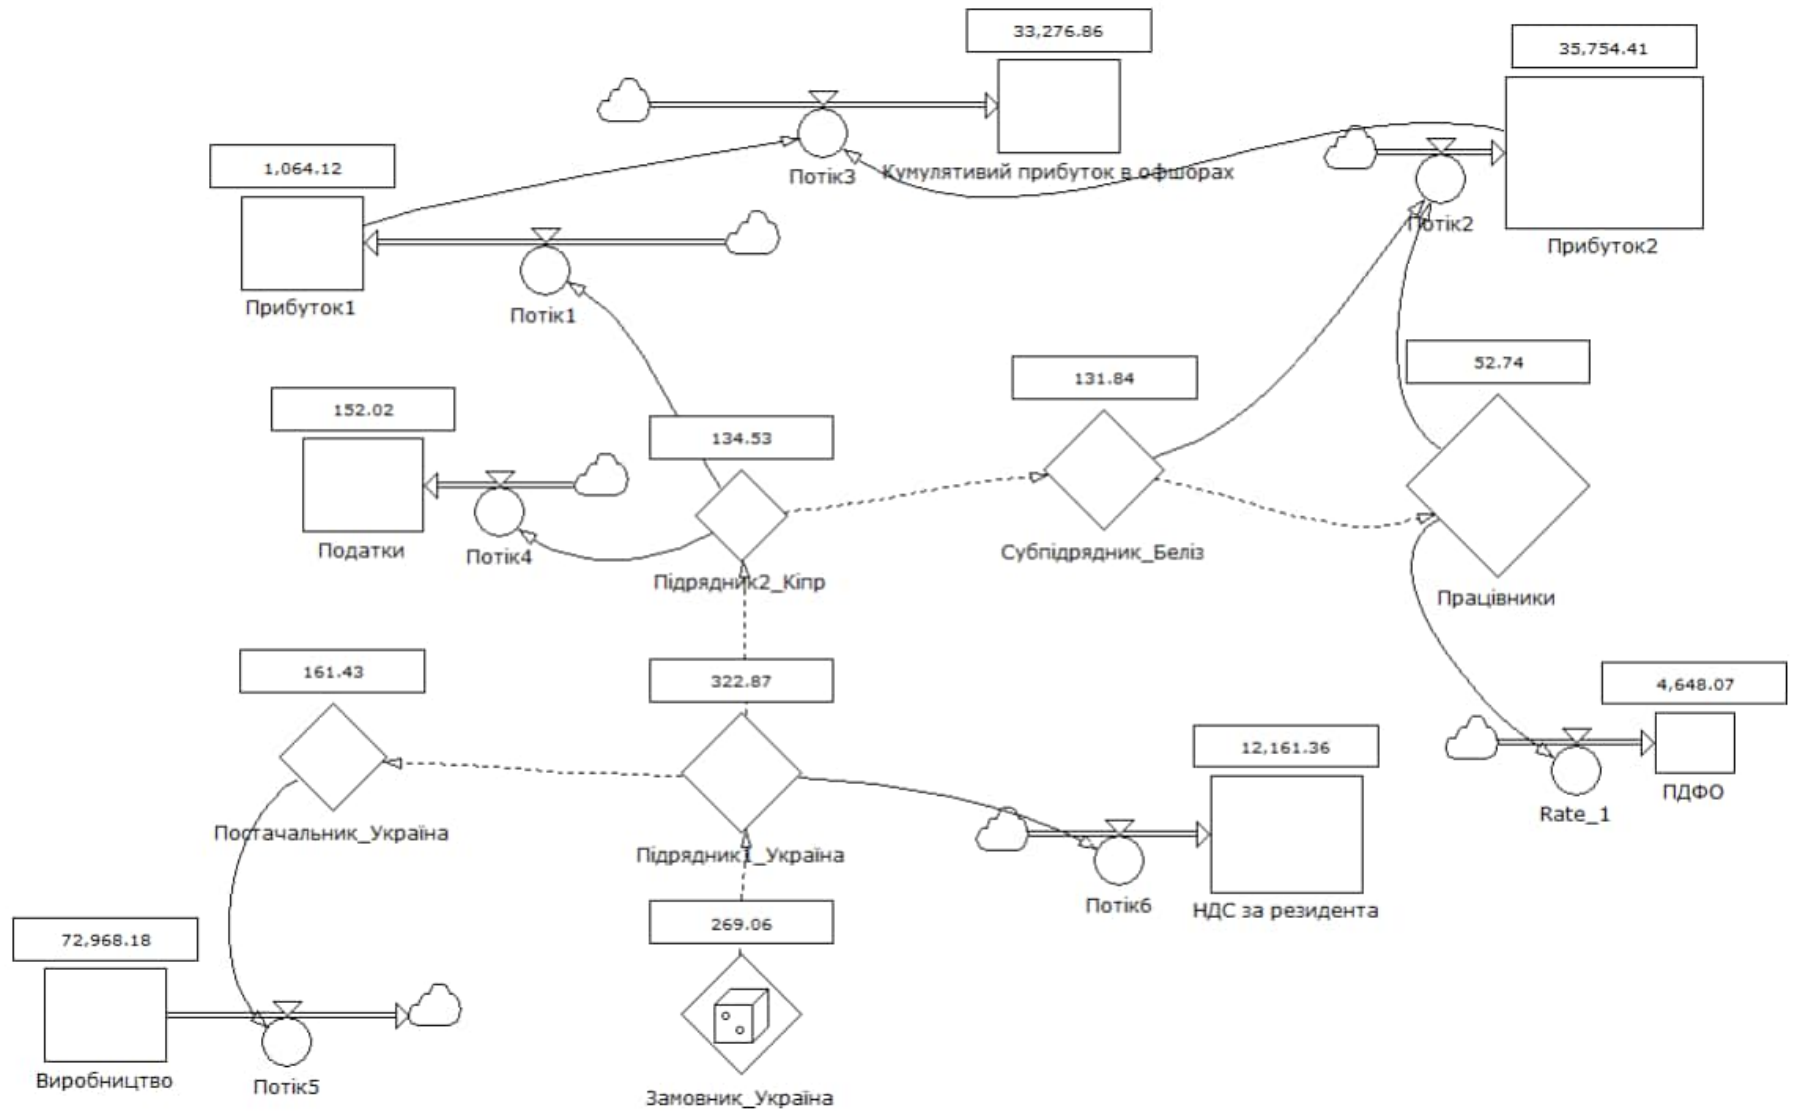 33,276.86
35,754.41
1,064.12
Потік3
Кумулятивий прибуток в офшорах
Потік2
Прибуток2
Прибуток1
Потік1
52.74
131.84
152.02
134.53
Податки
Потік4
Субпідрядник_Беліз
Підрядник2_Кіпр
Працівники
161.43
322.87
4,648.07
12,161.36
ПДФО
Rate_1
Постачальник_Україна
Підрядник1_Україна
Потік6
НДС за резидента
269.06
72,968.18
Виробництво
Потік5
Замовник_Україна